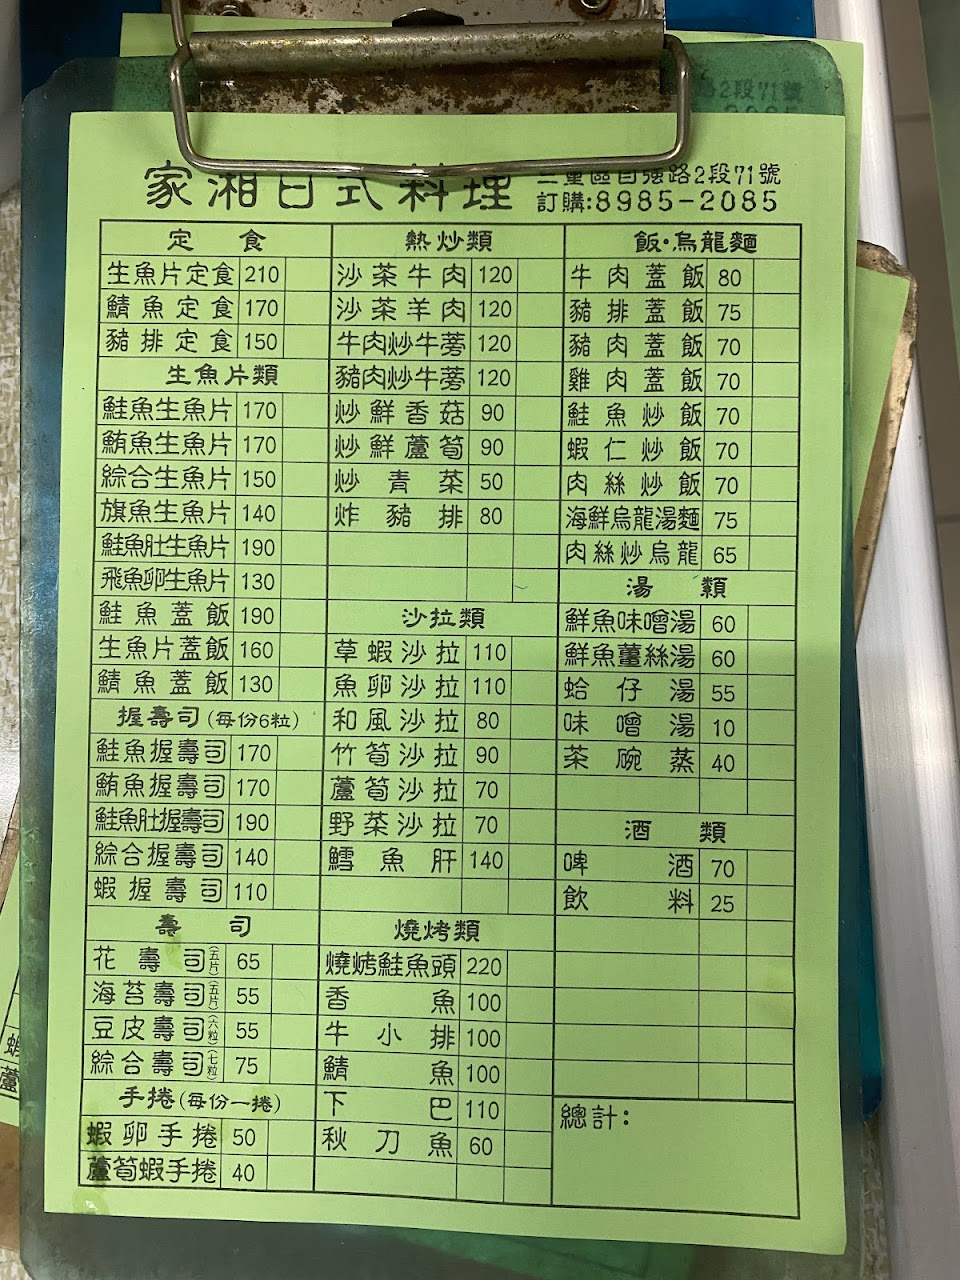 家湘日式料理
三重區自強路2段71號
訂購:8985-2085
定食
生魚片定食 210
鯖魚定食 170
豬排定食 150
生魚片類
鮭魚生魚片 170
鮪魚生魚片 170
綜合生魚片 150
旗魚生魚片 140
鮭魚肚生魚片 190
飛魚卵生魚片 130
鮭魚蓋飯 190
生魚片蓋飯 160
鯖魚蓋飯 130
握壽司(每份6粒)
鮭魚握壽司 170
鮪魚握壽司 170
鮭魚肚握壽司 190
綜合握壽司 140
蝦握壽司 110
壽司
花壽司(五片) 65
海苔壽司(五片) 55
豆皮壽司(六粒) 55
綜合壽司(七粒) 75
手捲(每份一捲)
蝦卵手捲 50
蘆筍蝦手捲 40
熱炒類
沙茶牛肉 120
沙茶羊肉 120
牛肉炒牛蒡 120
豬肉炒牛蒡 120
炒鮮香菇 90
炒鮮蘆筍 90
炒青菜 50
炸豬排 80
沙拉類
草蝦沙拉 110
魚卵沙拉 110
和風沙拉 80
竹筍沙拉 90
蘆筍沙拉 70
野菜沙拉 70
鱈魚肝 140
燒烤類
燒烤鮭魚頭 220
香魚 100
牛小排 100
鯖魚 100
下巴 110
秋刀魚 60
飯·烏龍麵
牛肉蓋飯 80
豬排蓋飯 75
豬肉蓋飯 70
雞肉蓋飯 70
鮭魚炒飯 70
蝦仁炒飯 70
肉絲炒飯 70
海鮮烏龍湯麵 75
肉絲炒烏龍 65
湯類
鮮魚味噌湯 60
鮮魚薑絲湯 60
蛤仔湯 55
味噌湯 10
茶碗蒸 40
酒類
啤酒 70
飲料 25
總計: